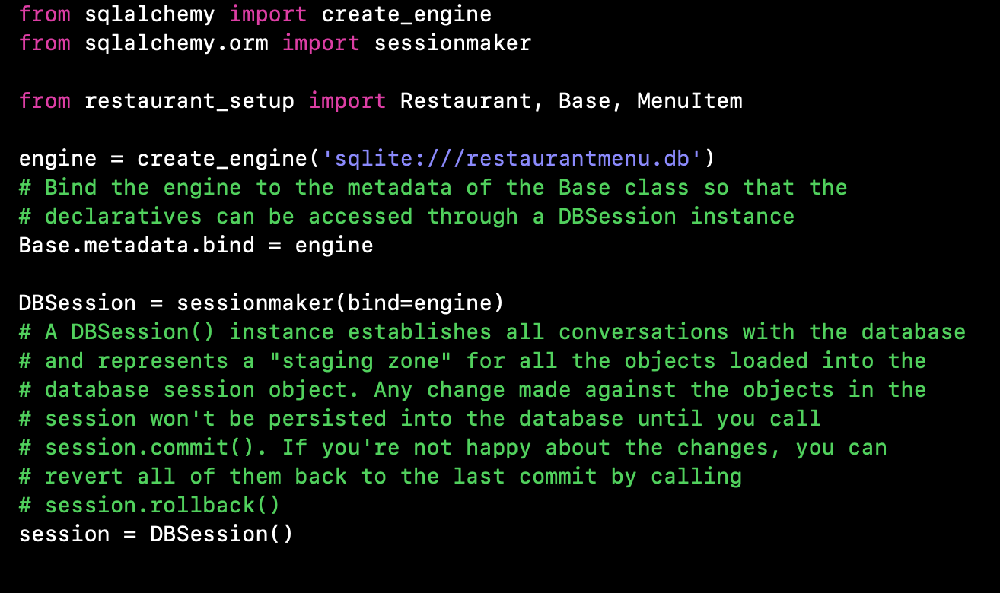 from sqlalchemy import create_engine
from sqlalchemy.orm import sessionmaker
from restaurant_setup import Restaurant, Base, MenuItem
engine = create_engine('sqlite:///restaurantmenu.db')
# Bind the engine to the metadata of the Base class so that the
# declaratives can be accessed through a DBSession instance
Base.metadata.bind = engine
DBSession = sessionmaker(bind=engine)
# A DBSession() instance establishes all conversations with the database
# and represents a "staging zone" for all the objects loaded into the
# database session object. Any change made against the objects in the
# session won't be persisted into the database until you call
# session.commit(). If you're not happy about the changes, you can
# revert all of them back to the last commit by calling
# session.rollback()
session = DBSession()